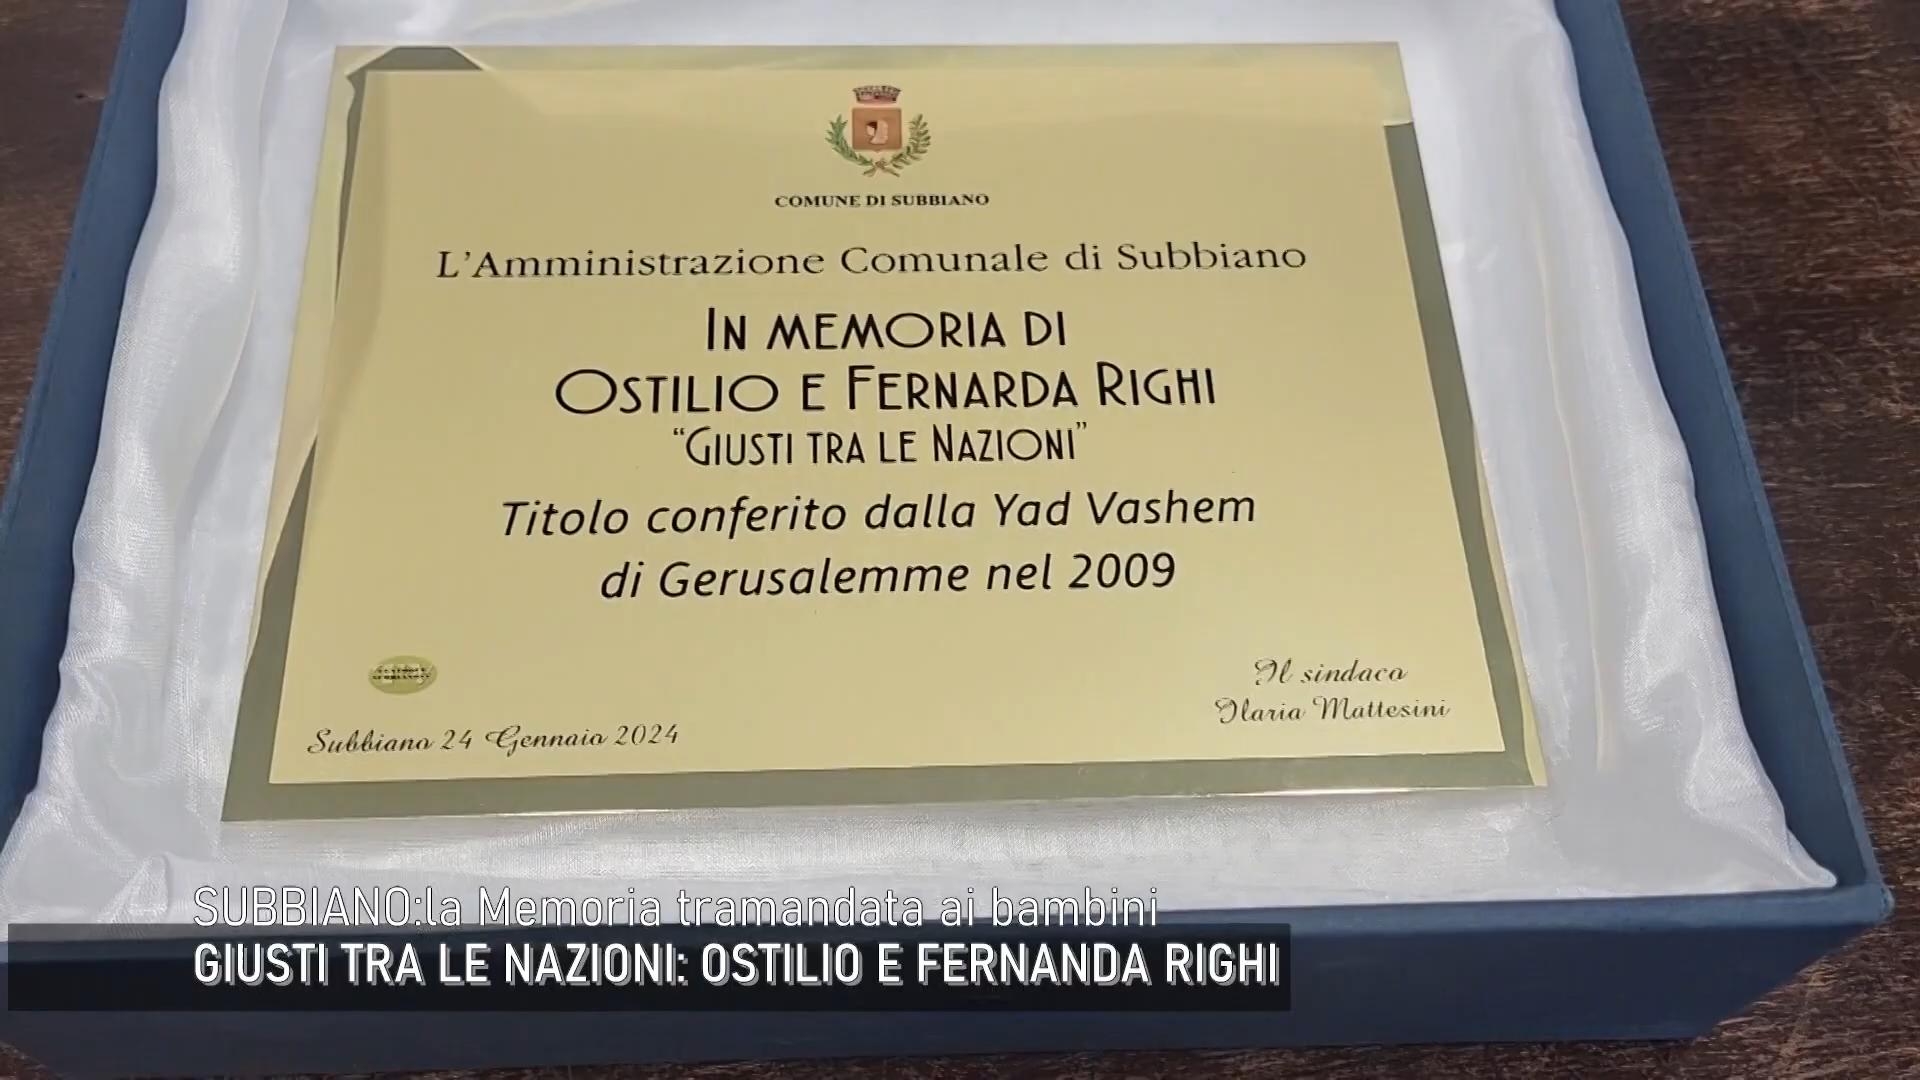 COMUNE DI SUBBIANO
L'Amministrazione Comunale di Subbiano
IN MEMORIA DI
OSTILIO E FERNARDA RIGHI
“GIUSTI TRA LE NAZIONI”
Titolo conferito dalla Yad Vashem
di Gerusalemme nel 2009
Il sindaco
Ilaria Mattesini
Subbiano 24 Gennaio 2024
SUBBIANO:la Memoria tramandata ai bambini
GIUSTI TRA LE NAZIONI: OSTILIO E FERNANDA RIGHI